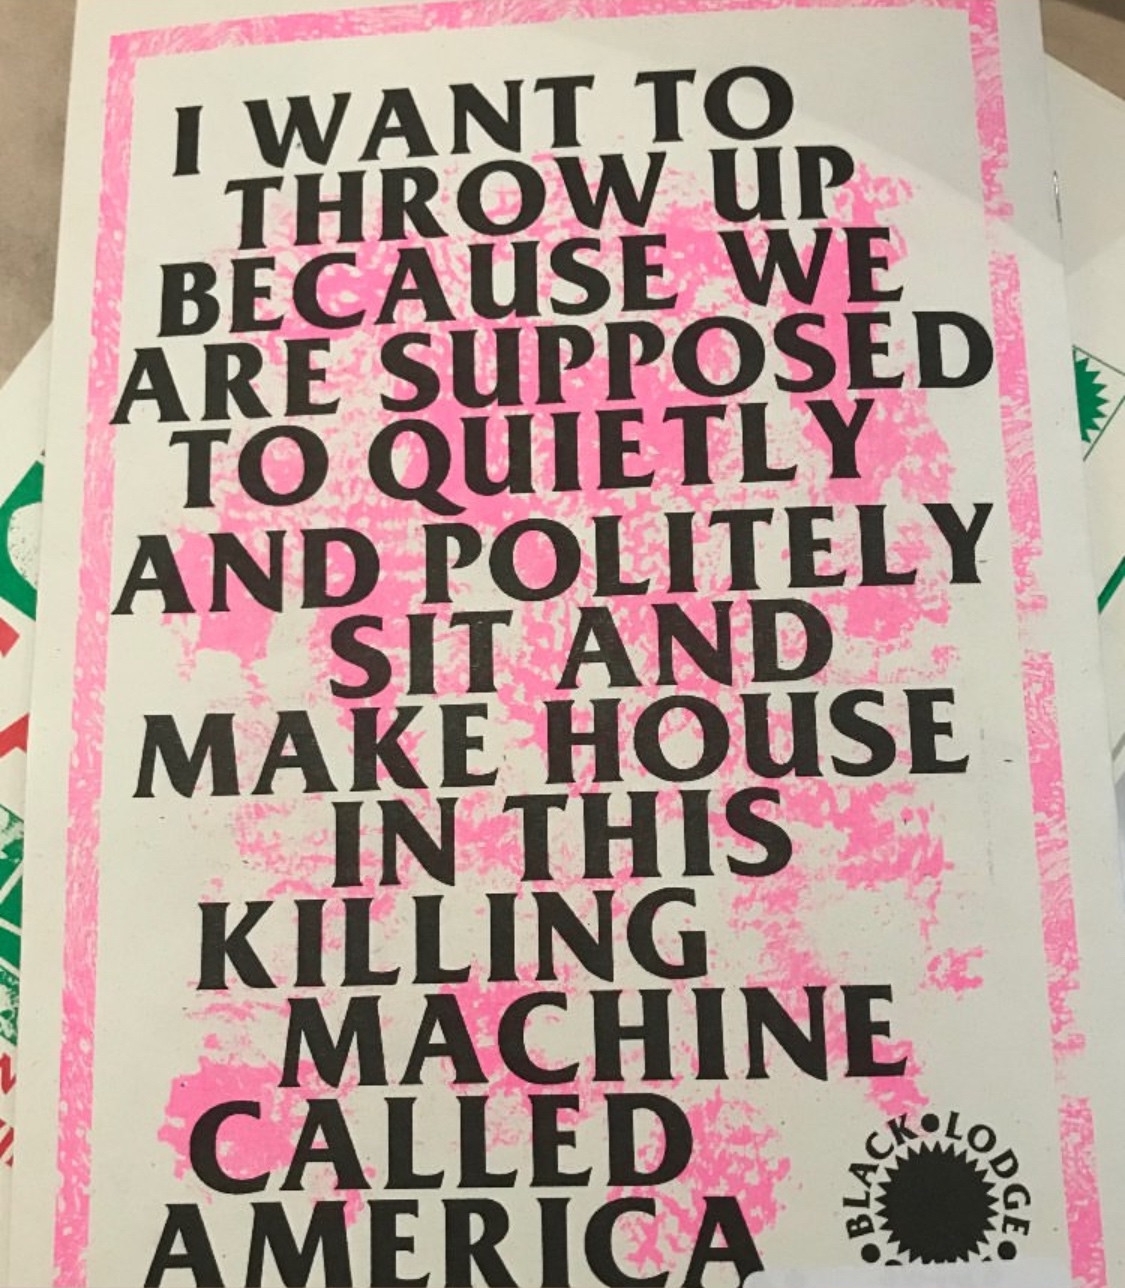 I WANT TO
THROW UP
BECAUSE WE
ARE SUPPOSED
TO QUIETLY
AND POLITELY
SIT AND
MAKE HOUSE
IN THIS
KILLING
MACHINE
CALLED
AMERICA
•BLACK•LODGE•